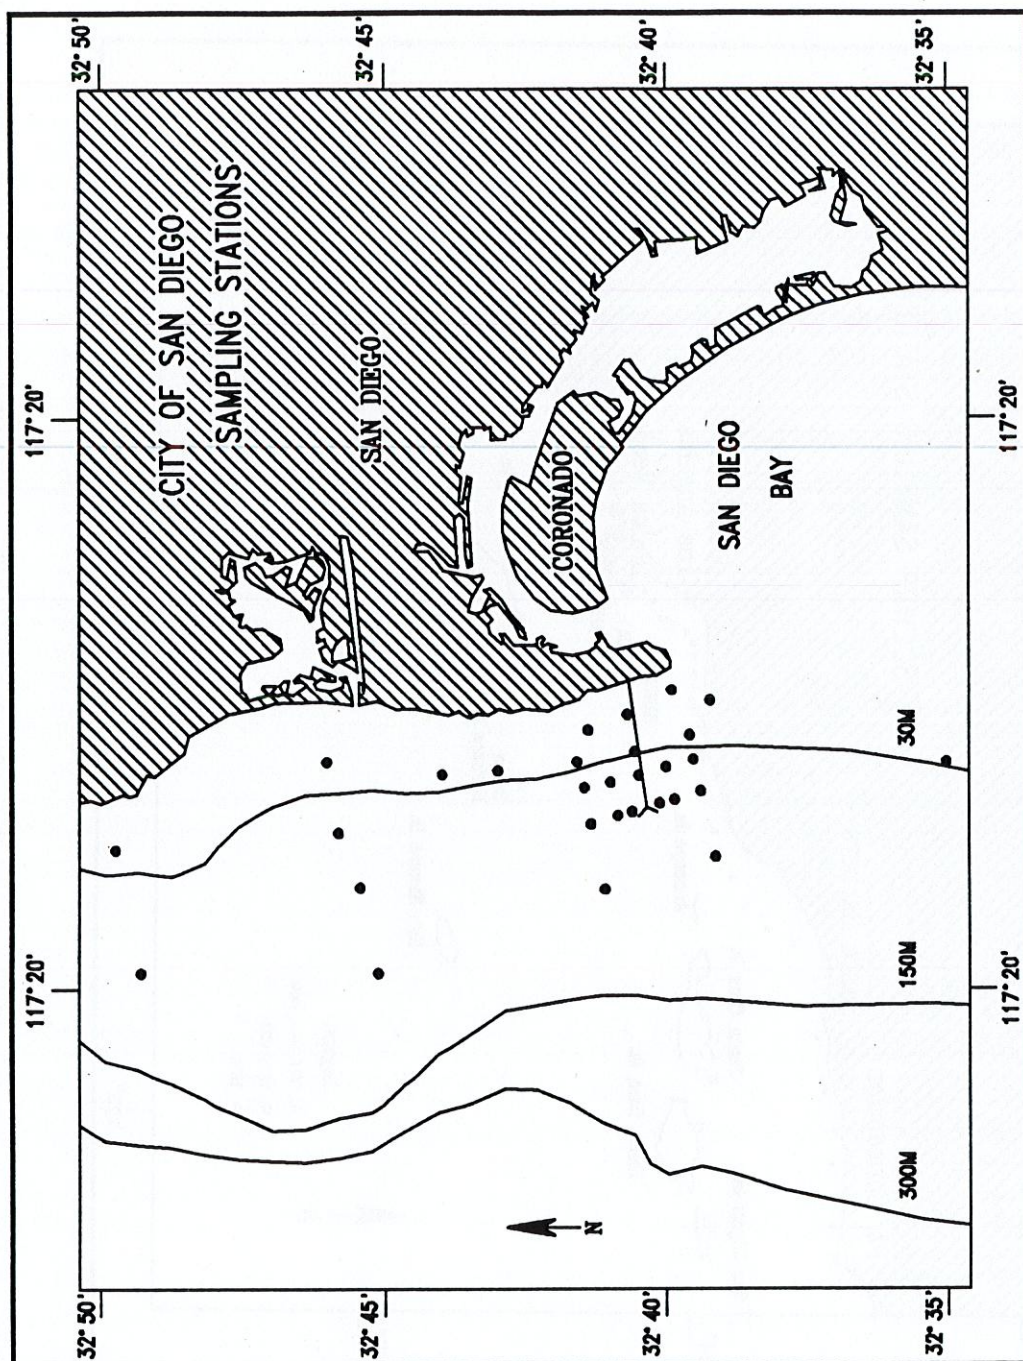 CITY OF SAN DIEGO
SAMPLING STATIONS
32° 50'
32° 45'
32° 40'
32° 35'
117° 20'
117° 20'
SAN DIEGO
CORONADO
SAN DIEGO
BAY
30M
150M
300M
N
117° 20'
117° 20'
32° 50'
32° 45'
32° 40'
32° 35'